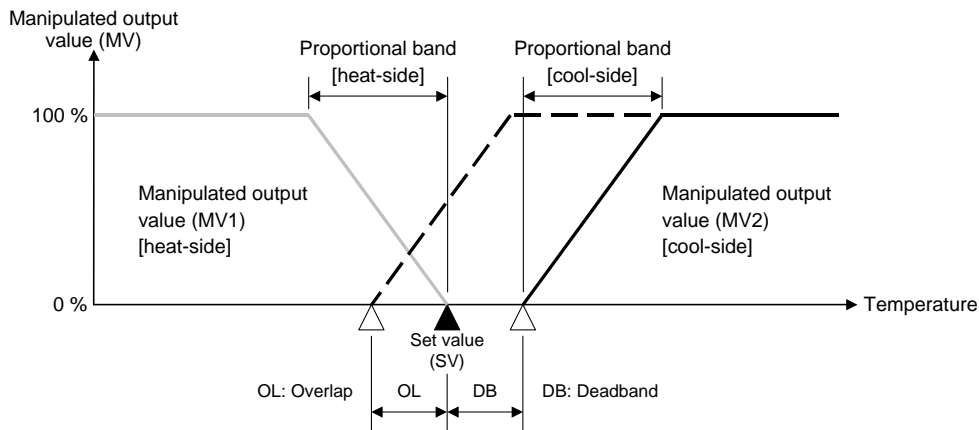 Manipulated output
value (MV)
Proportional band
[heat-side]
Proportional band
[cool-side]
100 %
Manipulated output
value (MV1)
[heat-side]
Manipulated output
value (MV2)
[cool-side]
0 %
Temperature
Set value
(SV)
OL: Overlap
OL
DB
DB: Deadband